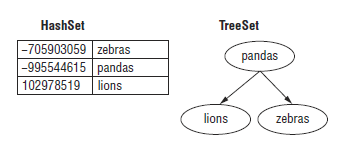 HashSet
-705903059 zebras
-995544615 pandas
102978519 lions
TreeSet
pandas
lions zebras